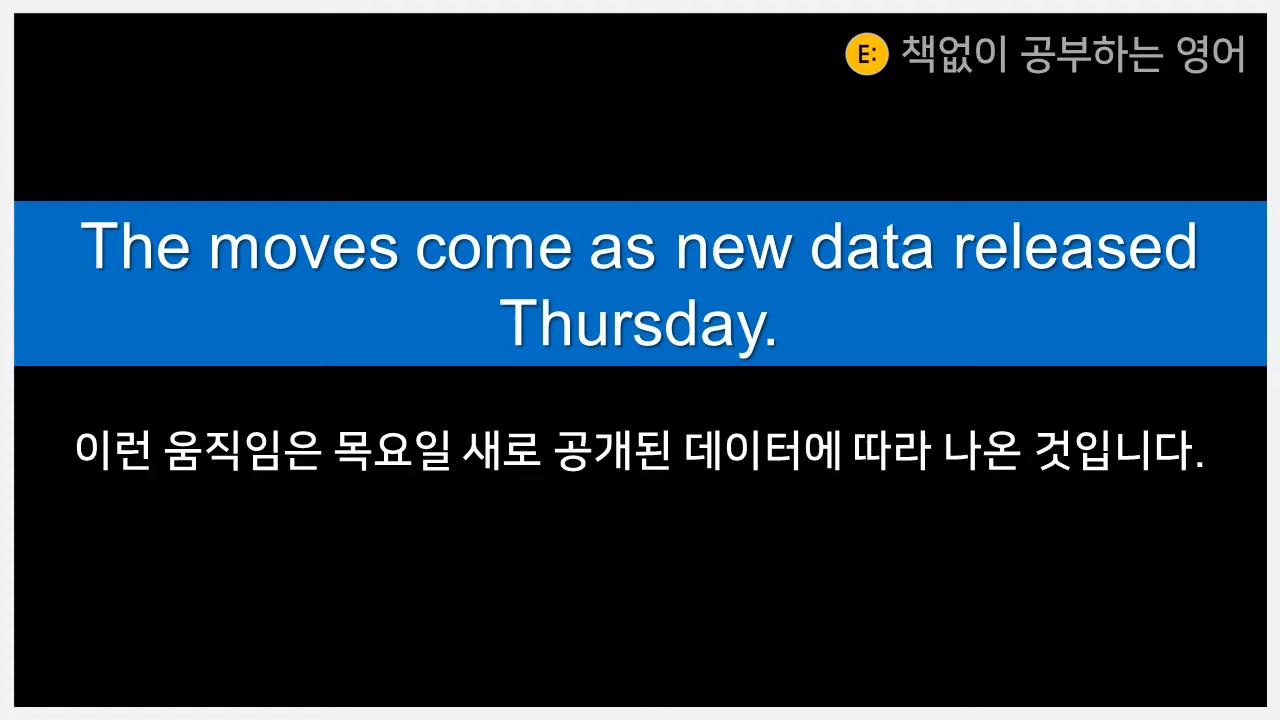 E: 책없이 공부하는 영어
The moves come as new data released
Thursday.
이런 움직임은 목요일 새로 공개된 데이터에 따라 나온 것입니다.